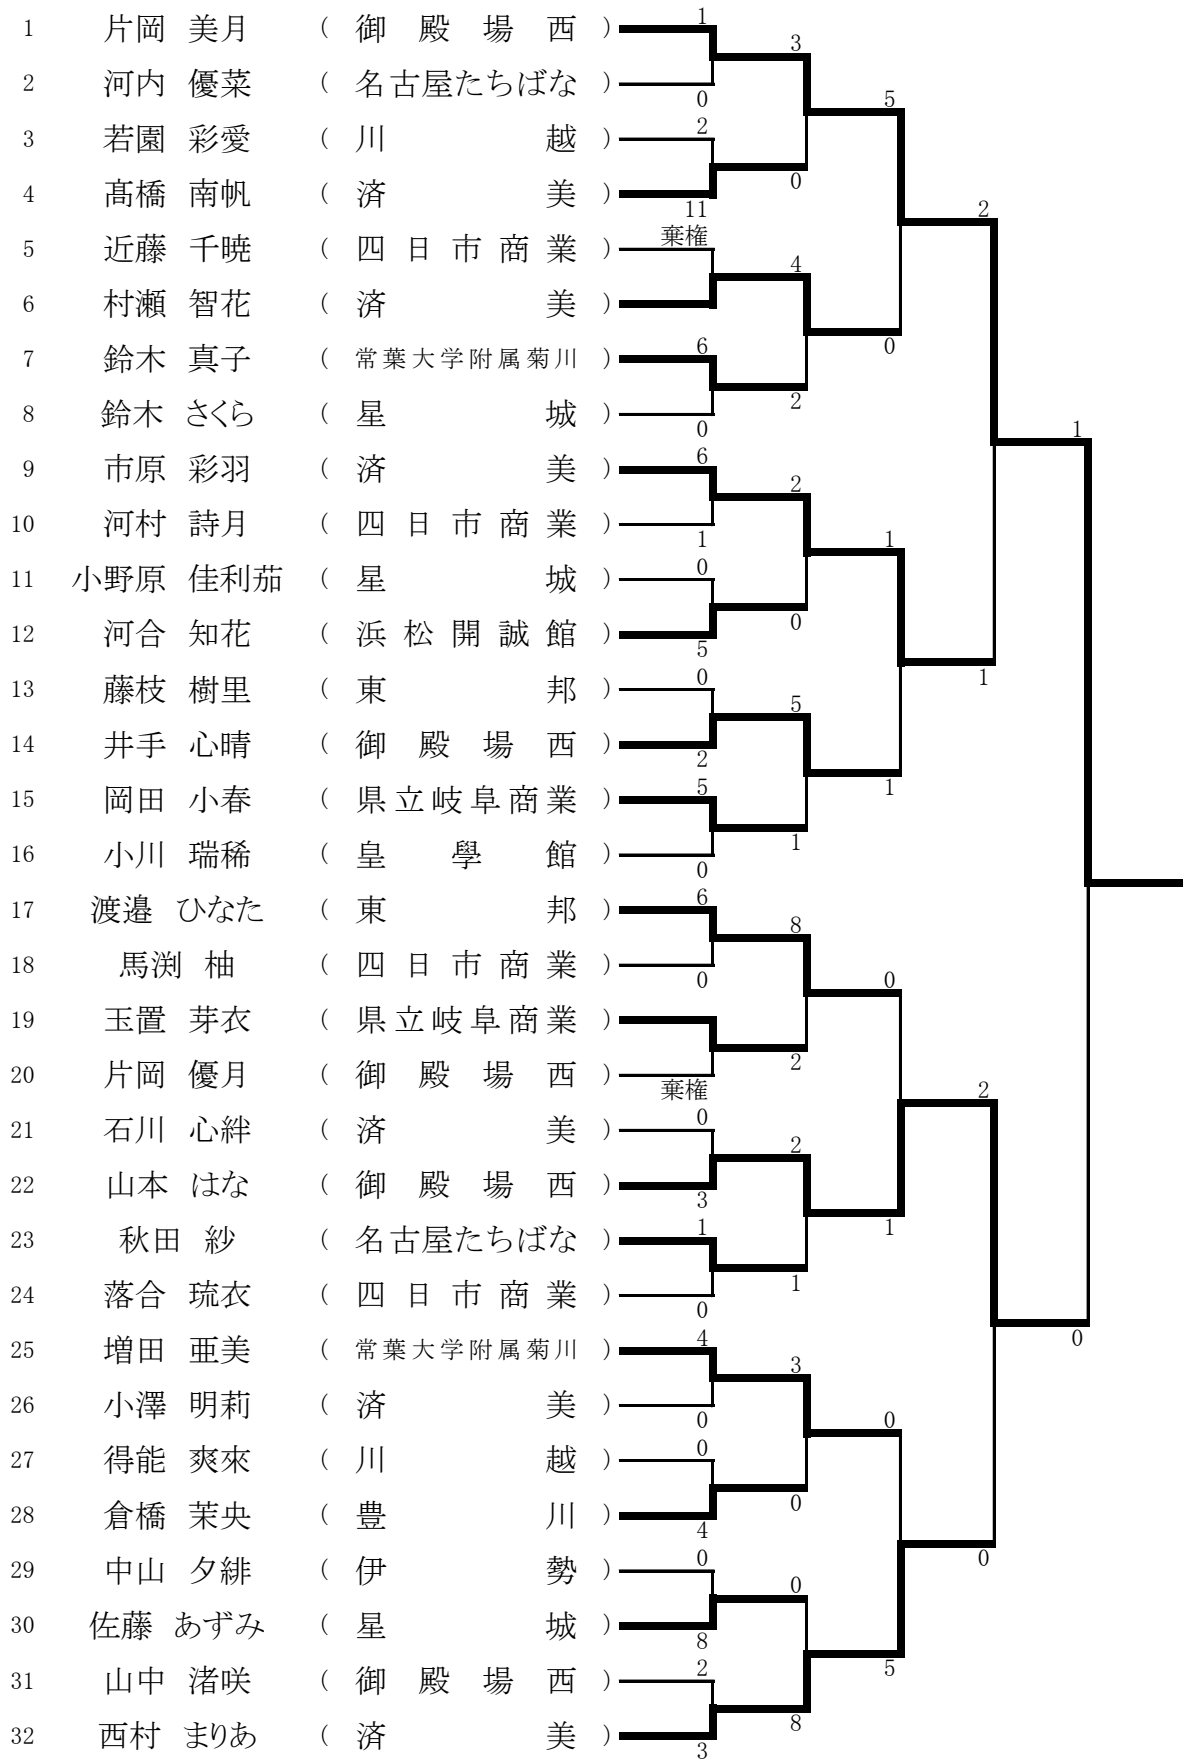 1 片岡 美月 ( 御殿場西 ) 1
3
2 河内 優菜 ( 名古屋たちばな ) 0
5
3 若園 彩愛 ( 川越 ) 2
0
4 髙橋 南帆 ( 済美 ) 11
2
5 近藤 千暁 ( 四日市商業 ) 棄権
4
6 村瀬 智花 ( 済美 )
0
7 鈴木 真子 ( 常葉大学附属菊川 ) 6
2
8 鈴木 さくら ( 星城 ) 0
1
9 市原 彩羽 ( 済美 ) 6
2
10 河村 詩月 ( 四日市商業 ) 1
1
11 小野原 佳利茄 ( 星城 ) 0
0
12 河合 知花 ( 浜松開誠館 ) 5
1
13 藤枝 樹里 ( 東邦 ) 0
5
14 井手 心晴 ( 御殿場西 ) 2
1
15 岡田 小春 ( 県立岐阜商業 ) 5
1
16 小川 瑞稀 ( 皇學館 ) 0
17 渡邉 ひなた ( 東邦 ) 6
8
18 馬渕 柚 ( 四日市商業 ) 0
0
19 玉置 芽衣 ( 県立岐阜商業 )
2
20 片岡 優月 ( 御殿場西 ) 棄権
2
21 石川 心絆 ( 済美 ) 0
2
22 山本 はな ( 御殿場西 ) 3
1
23 秋田 紗 ( 名古屋たちばな ) 1
1
24 落合 琉衣 ( 四日市商業 ) 0
0
25 増田 亜美 ( 常葉大学附属菊川 ) 4
3
26 小澤 明莉 ( 済美 ) 0
0
27 得能 爽來 ( 川越 ) 0
0
28 倉橋 茉央 ( 豊川 ) 4
0
29 中山 夕緋 ( 伊勢 ) 0
0
30 佐藤 あずみ ( 星城 ) 8
5
31 山中 渚咲 ( 御殿場西 ) 2
8
32 西村 まりあ ( 済美 ) 3